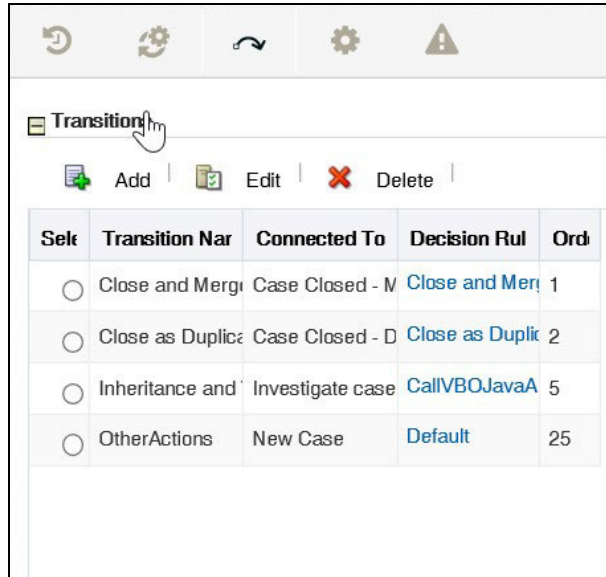 Transition
Add Edit Delete
Sele Transition Nar Connected To Decision Rul Ord
Close and Merg Case Closed - M Close and Mer 1
Close as Duplica Case Closed - D Close as Duplic 2
Inheritance and Investigate case CallVBOJavaA 5
OtherActions New Case Default 25